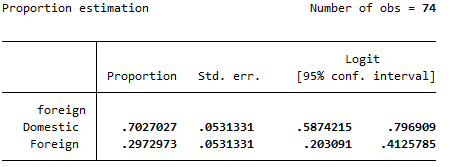 Proportion estimation Number of obs = 74
Logit
Proportion Std. err. [95% conf. interval]
foreign
Domestic .7027027 .0531331 .5874215 .796909
Foreign .2972973 .0531331 .203091 .4125785